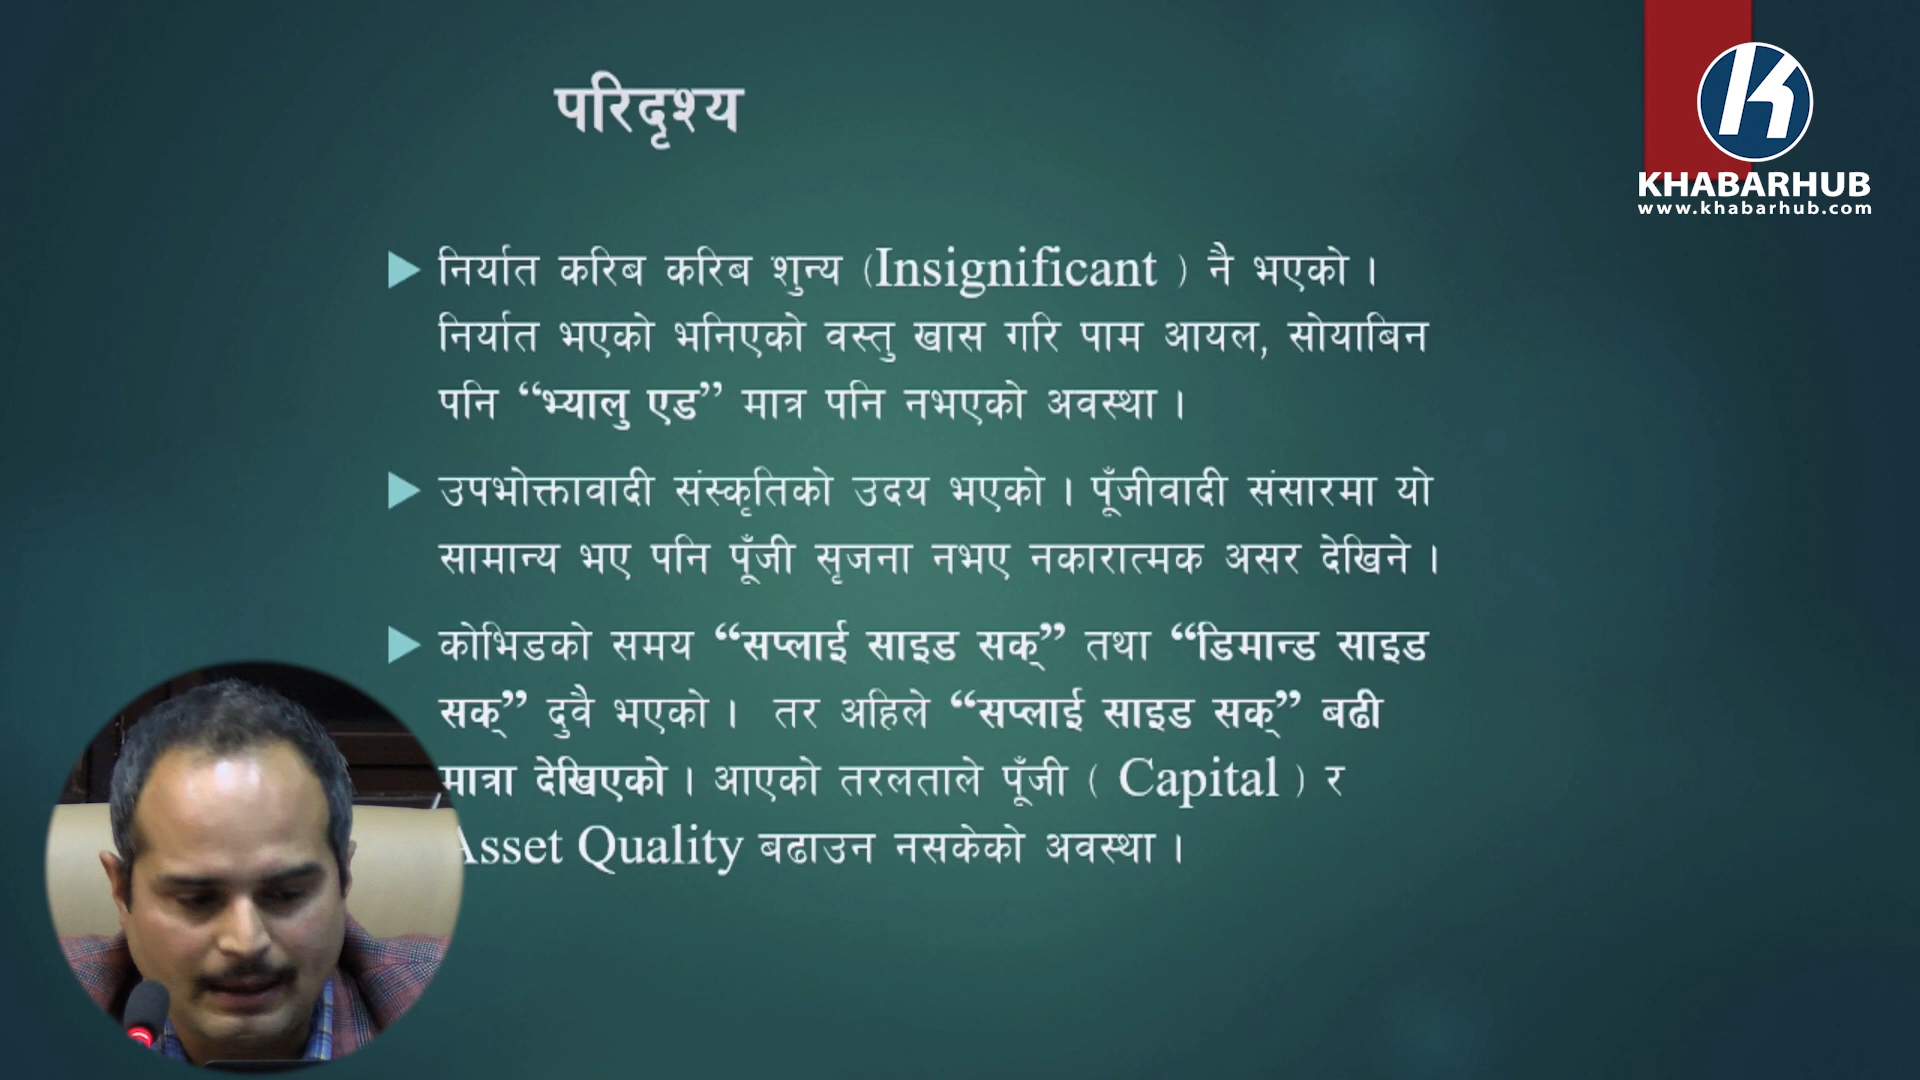 परिदृश्य
KHABARHUB
www.khabarhub.com
निर्यात करिब करिब शुन्य (Insignificant ) नै भएको ।
निर्यात भएको भनिएको वस्तु खास गरि पाम आयल, सोयाबिन
पनि “भ्यालु एड” मात्र पनि नभएको अवस्था ।
उपभोक्तावादी संस्कृतिको उदय भएको । पूँजीवादी संसारमा यो
सामान्य भए पनि पूँजी सृजना नभए नकारात्मक असर देखिने ।
कोभिडको समय “सप्लाई साइड सक्” तथा “डिमान्ड साइड
सक्” दुवै भएको ।  तर अहिले “सप्लाई साइड सक्” बढी
मात्रा देखिएको । आएको तरलताले पूँजी ( Capital ) र
Asset Quality बढाउन नसकेको अवस्था ।